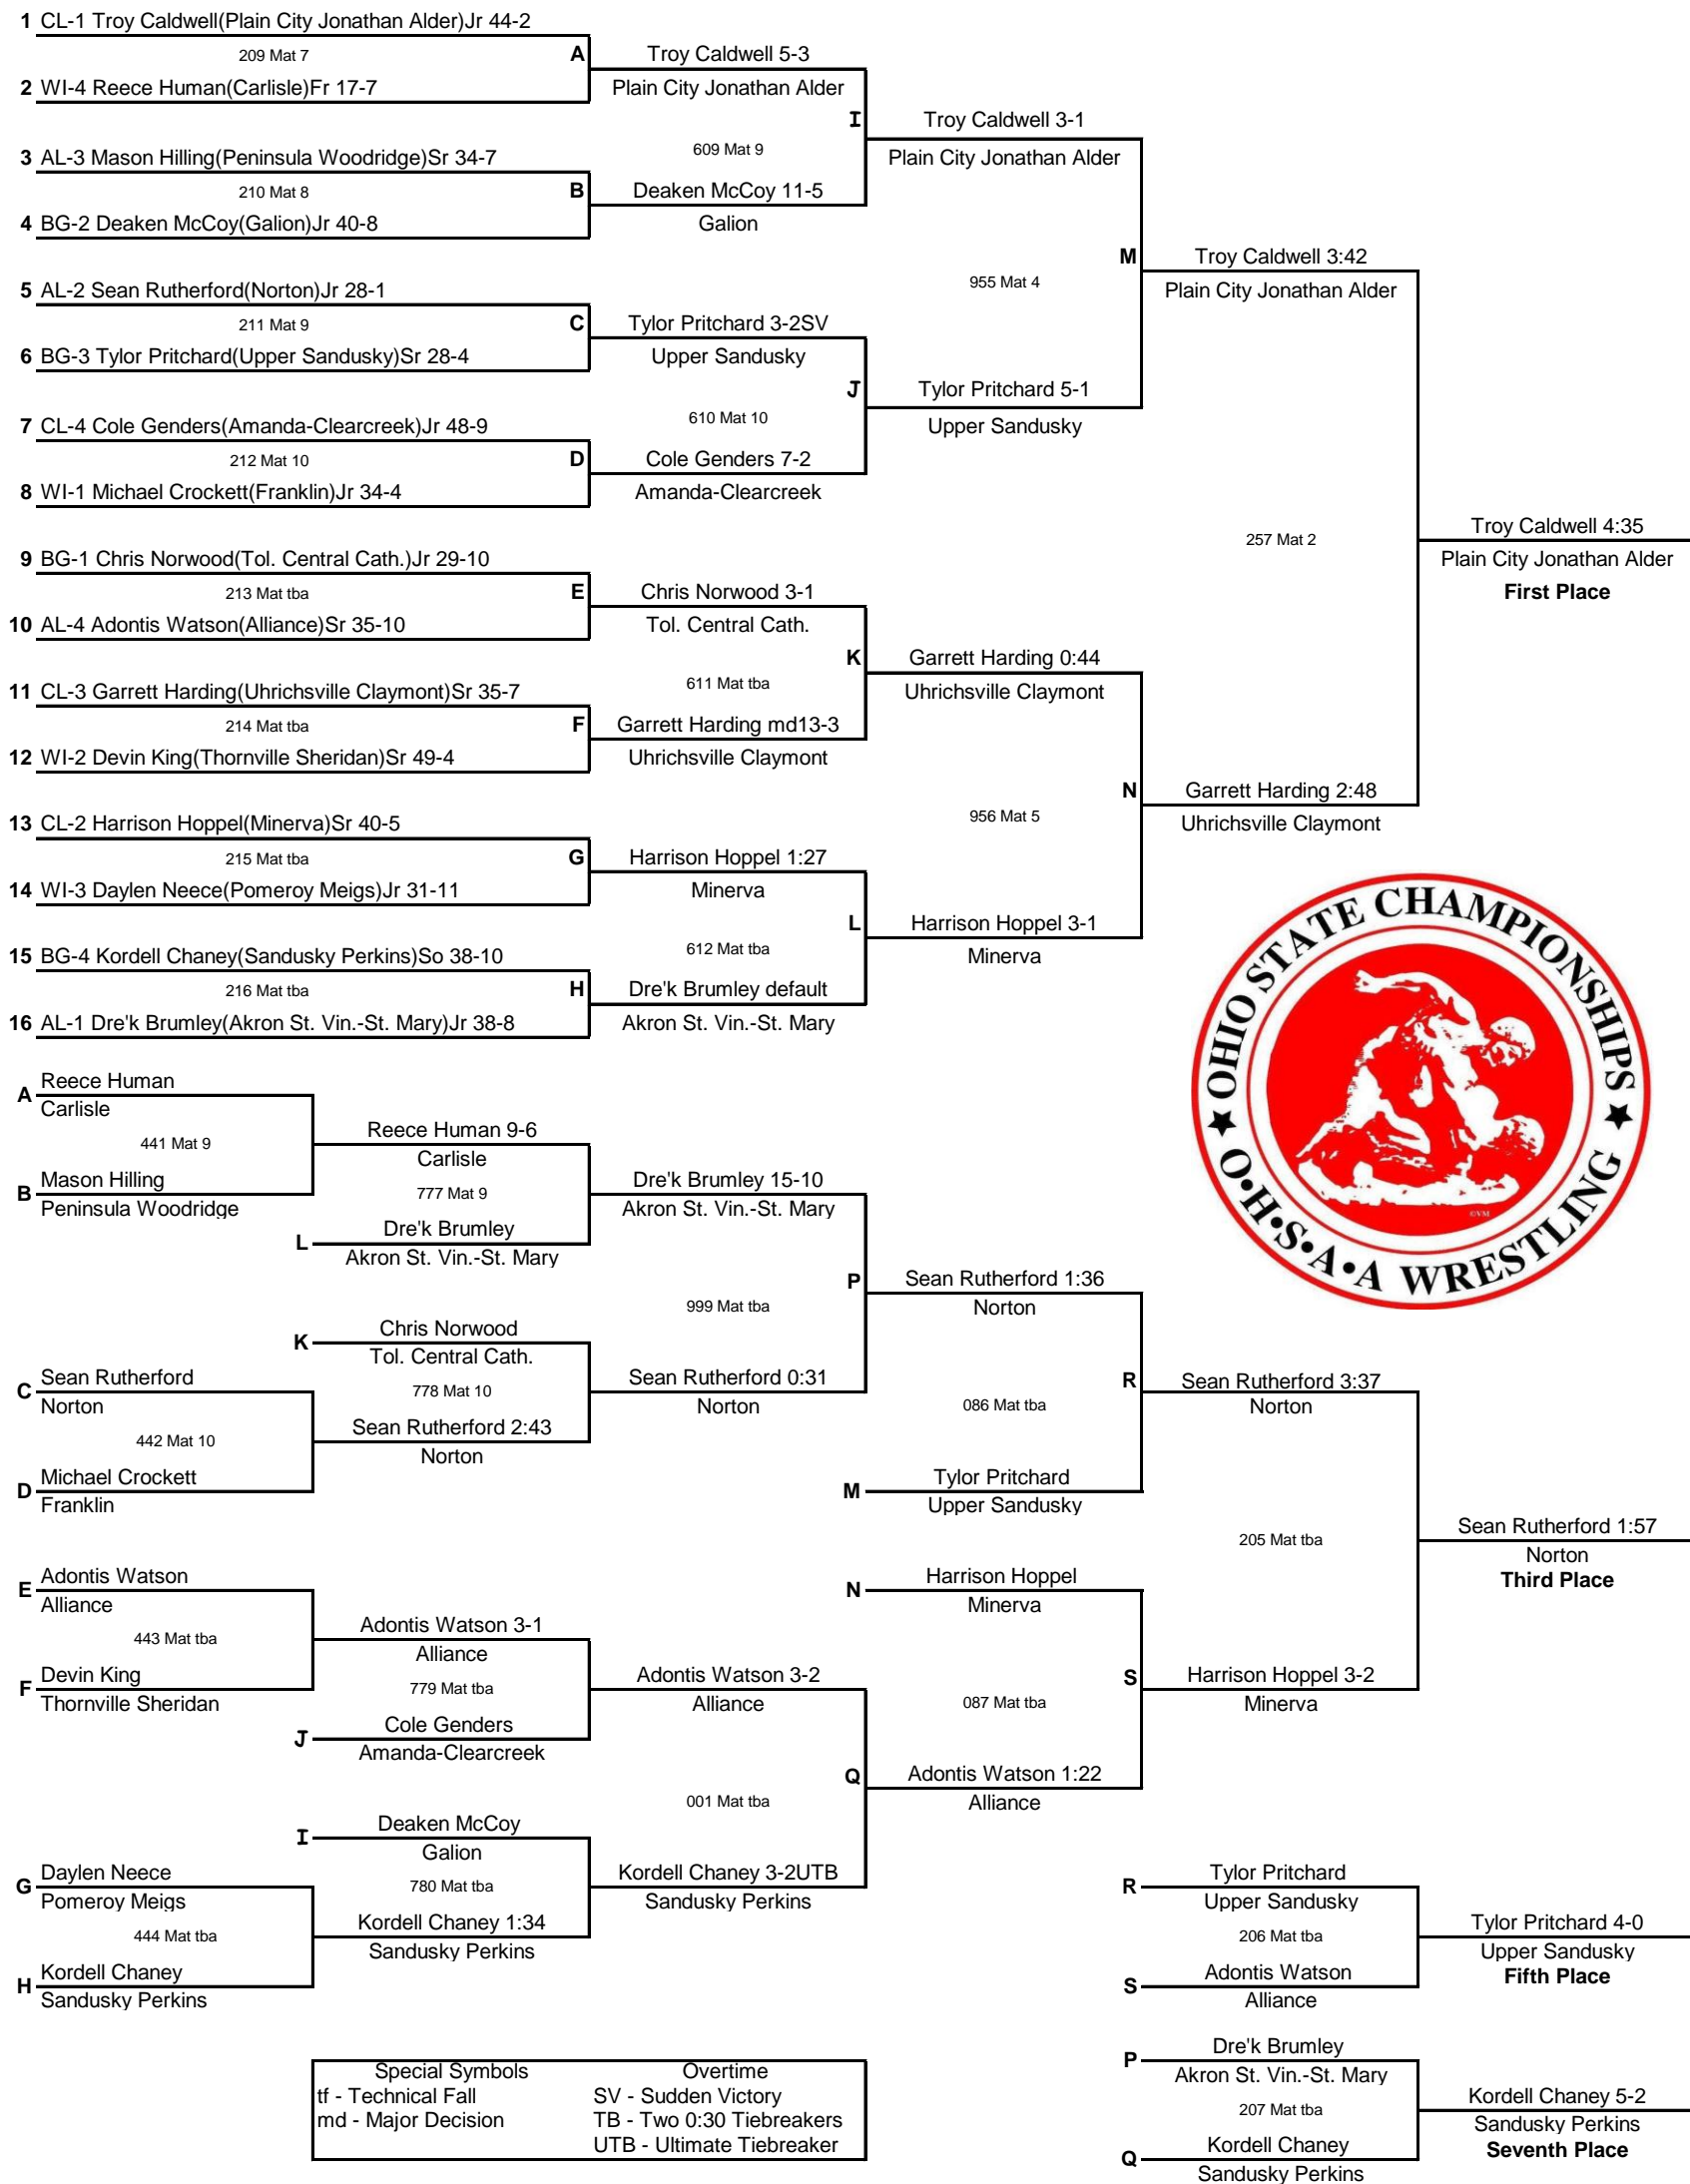 1 CL-1 Troy Caldwell(Plain City Jonathan Alder)Jr 44-2
209 Mat 7
A
2 WI-4 Reece Human(Carlisle)Fr 17-7
Troy Caldwell 5-3
Plain City Jonathan Alder
609 Mat 9
I
3 AL-3 Mason Hilling(Peninsula Woodridge)Sr 34-7
210 Mat 8
B
4 BG-2 Deaken McCoy(Galion)Jr 40-8
Deaken McCoy 11-5
Galion
Troy Caldwell 3-1
Plain City Jonathan Alder
955 Mat 4
M
5 AL-2 Sean Rutherford(Norton)Jr 28-1
211 Mat 9
C
6 BG-3 Tylor Pritchard(Upper Sandusky)Sr 28-4
Tylor Pritchard 3-2SV
Upper Sandusky
610 Mat 10
J
7 CL-4 Cole Genders(Amanda-Clearcreek)Jr 48-9
212 Mat 10
D
8 WI-1 Michael Crockett(Franklin)Jr 34-4
Cole Genders 7-2
Amanda-Clearcreek
Tylor Pritchard 5-1
Upper Sandusky
Troy Caldwell 3:42
Plain City Jonathan Alder
257 Mat 2
Troy Caldwell 4:35
Plain City Jonathan Alder
First Place
9 BG-1 Chris Norwood(Tol. Central Cath.)Jr 29-10
213 Mat tba
E
10 AL-4 Adontis Watson(Alliance)Sr 35-10
Chris Norwood 3-1
Tol. Central Cath.
611 Mat tba
K
11 CL-3 Garrett Harding(Uhrichsville Claymont)Sr 35-7
214 Mat tba
F
12 WI-2 Devin King(Thornville Sheridan)Sr 49-4
Garrett Harding md13-3
Uhrichsville Claymont
Garrett Harding 0:44
Uhrichsville Claymont
956 Mat 5
N
Garrett Harding 2:48
Uhrichsville Claymont
13 CL-2 Harrison Hoppel(Minerva)Sr 40-5
215 Mat tba
G
14 WI-3 Daylen Neece(Pomeroy Meigs)Jr 31-11
Harrison Hoppel 1:27
Minerva
612 Mat tba
L
15 BG-4 Kordell Chaney(Sandusky Perkins)So 38-10
216 Mat tba
H
16 AL-1 Dre'k Brumley(Akron St. Vin.-St. Mary)Jr 38-8
Dre'k Brumley default
Akron St. Vin.-St. Mary
Harrison Hoppel 3-1
Minerva
★ OHIO STATE CHAMPIONSHIPS ★
O•H•S•A•A WRESTLING
©VM
A Reece Human
Carlisle
441 Mat 9
B Mason Hilling
Peninsula Woodridge
Reece Human 9-6
Carlisle
777 Mat 9
L Dre'k Brumley
Akron St. Vin.-St. Mary
Dre'k Brumley 15-10
Akron St. Vin.-St. Mary
999 Mat tba
P
K Chris Norwood
Tol. Central Cath.
778 Mat 10
C Sean Rutherford
Norton
442 Mat 10
D Michael Crockett
Franklin
Sean Rutherford 2:43
Norton
Sean Rutherford 0:31
Norton
Sean Rutherford 1:36
Norton
086 Mat tba
R
M Tylor Pritchard
Upper Sandusky
Sean Rutherford 3:37
Norton
205 Mat tba
Sean Rutherford 1:57
Norton
Third Place
E Adontis Watson
Alliance
443 Mat tba
F Devin King
Thornville Sheridan
Adontis Watson 3-1
Alliance
779 Mat tba
J Cole Genders
Amanda-Clearcreek
Adontis Watson 3-2
Alliance
001 Mat tba
Q
N Harrison Hoppel
Minerva
087 Mat tba
S
Harrison Hoppel 3-2
Minerva
Adontis Watson 1:22
Alliance
I Deaken McCoy
Galion
780 Mat tba
G Daylen Neece
Pomeroy Meigs
444 Mat tba
H Kordell Chaney
Sandusky Perkins
Kordell Chaney 1:34
Sandusky Perkins
Kordell Chaney 3-2UTB
Sandusky Perkins
R Tylor Pritchard
Upper Sandusky
206 Mat tba
S Adontis Watson
Alliance
Tylor Pritchard 4-0
Upper Sandusky
Fifth Place
P Dre'k Brumley
Akron St. Vin.-St. Mary
207 Mat tba
Q Kordell Chaney
Sandusky Perkins
Kordell Chaney 5-2
Sandusky Perkins
Seventh Place
Special Symbols Overtime
tf - Technical Fall SV - Sudden Victory
md - Major Decision TB - Two 0:30 Tiebreakers
UTB - Ultimate Tiebreaker